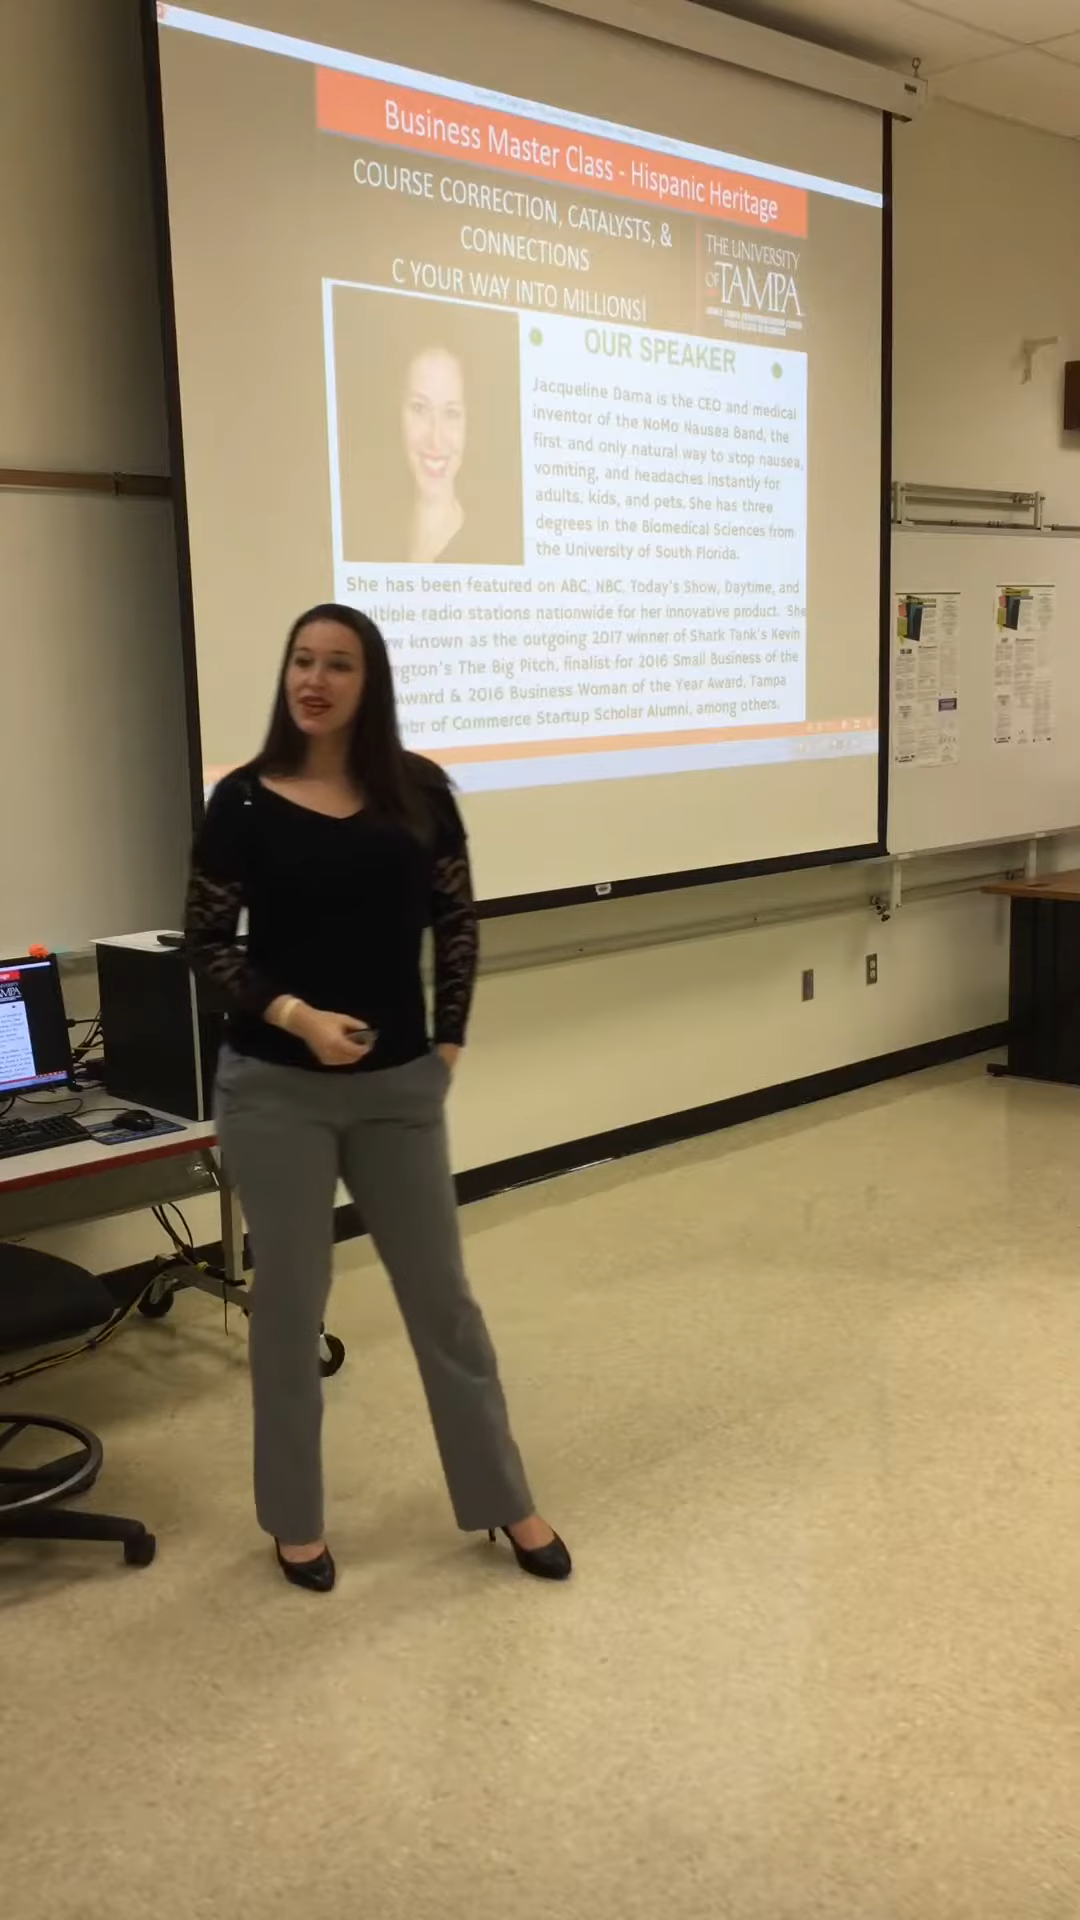 Business Master Class - Hispanic Heritage
COURSE CORRECTION, CATALYSTS, &
CONNECTIONS
C YOUR WAY INTO MILLIONS!
THE UNIVERSITY
OF TAMPA
OUR SPEAKER
Jacqueline Dama is the CEO and medical
inventor of the NoMo Nausea Band, the
first and only natural way to stop nausea,
vomiting, and headaches instantly for
adults, kids, and pets. She has three
degrees in the Biomedical Sciences from
the University of South Florida.
She has been featured on ABC, NBC, Today's Show, Daytime, and
ultiple radio stations nationwide for her innovative product. She
w known as the outgoing 2017 winner of Shark Tank's Kevin
ngton's The Big Pitch, finalist for 2016 Small Business of the
Award & 2016 Business Woman of the Year Award, Tampa
mbr of Commerce Startup Scholar Alumni, among others.